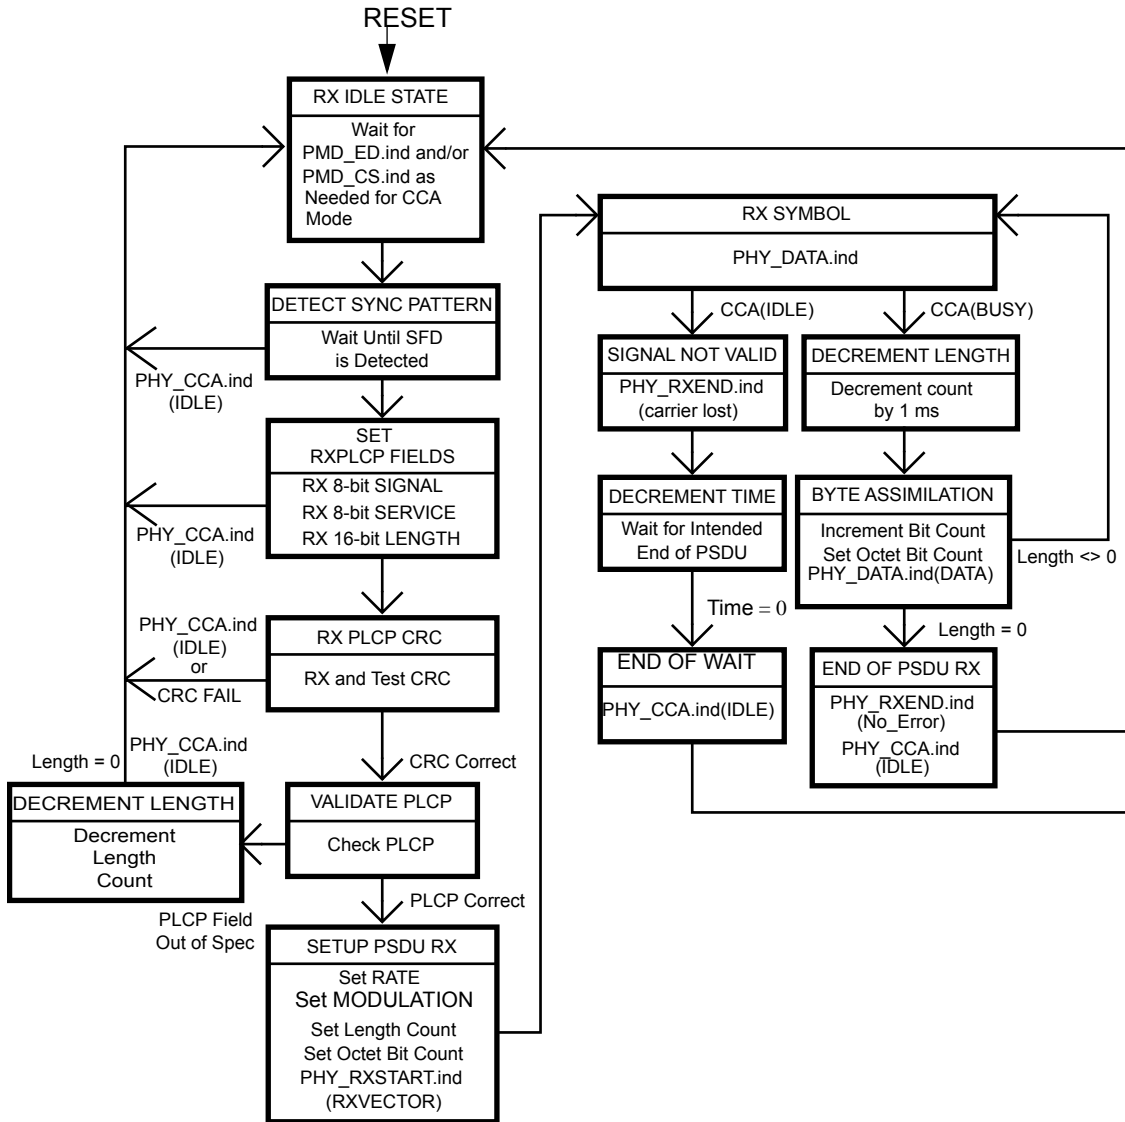 RESET
RX IDLE STATE
Wait for
PMD_ED.ind and/or
PMD_CS.ind as
Needed for CCA
Mode
DETECT SYNC PATTERN
Wait Until SFD
is Detected
PHY_CCA.ind
(IDLE)
SET
RXPLCP FIELDS
RX 8-bit SIGNAL
RX 8-bit SERVICE
RX 16-bit LENGTH
PHY_CCA.ind
(IDLE)
RX PLCP CRC
RX and Test CRC
PHY_CCA.ind
(IDLE)
or
CRC FAIL
CRC Correct
VALIDATE PLCP
Check PLCP
Length = 0
PHY_CCA.ind
(IDLE)
DECREMENT LENGTH
Decrement
Length
Count
PLCP Field
Out of Spec
PLCP Correct
SETUP PSDU RX
Set RATE
Set MODULATION
Set Length Count
Set Octet Bit Count
PHY_RXSTART.ind
(RXVECTOR)
RX SYMBOL
PHY_DATA.ind
CCA(IDLE)
CCA(BUSY)
SIGNAL NOT VALID
PHY_RXEND.ind
(carrier lost)
DECREMENT LENGTH
Decrement count
by 1 ms
DECREMENT TIME
Wait for Intended
End of PSDU
BYTE ASSIMILATION
Increment Bit Count
Set Octet Bit Count
PHY_DATA.ind(DATA)
Length <> 0
Time = 0
Length = 0
END OF WAIT
PHY_CCA.ind(IDLE)
END OF PSDU RX
PHY_RXEND.ind
(No_Error)
PHY_CCA.ind
(IDLE)